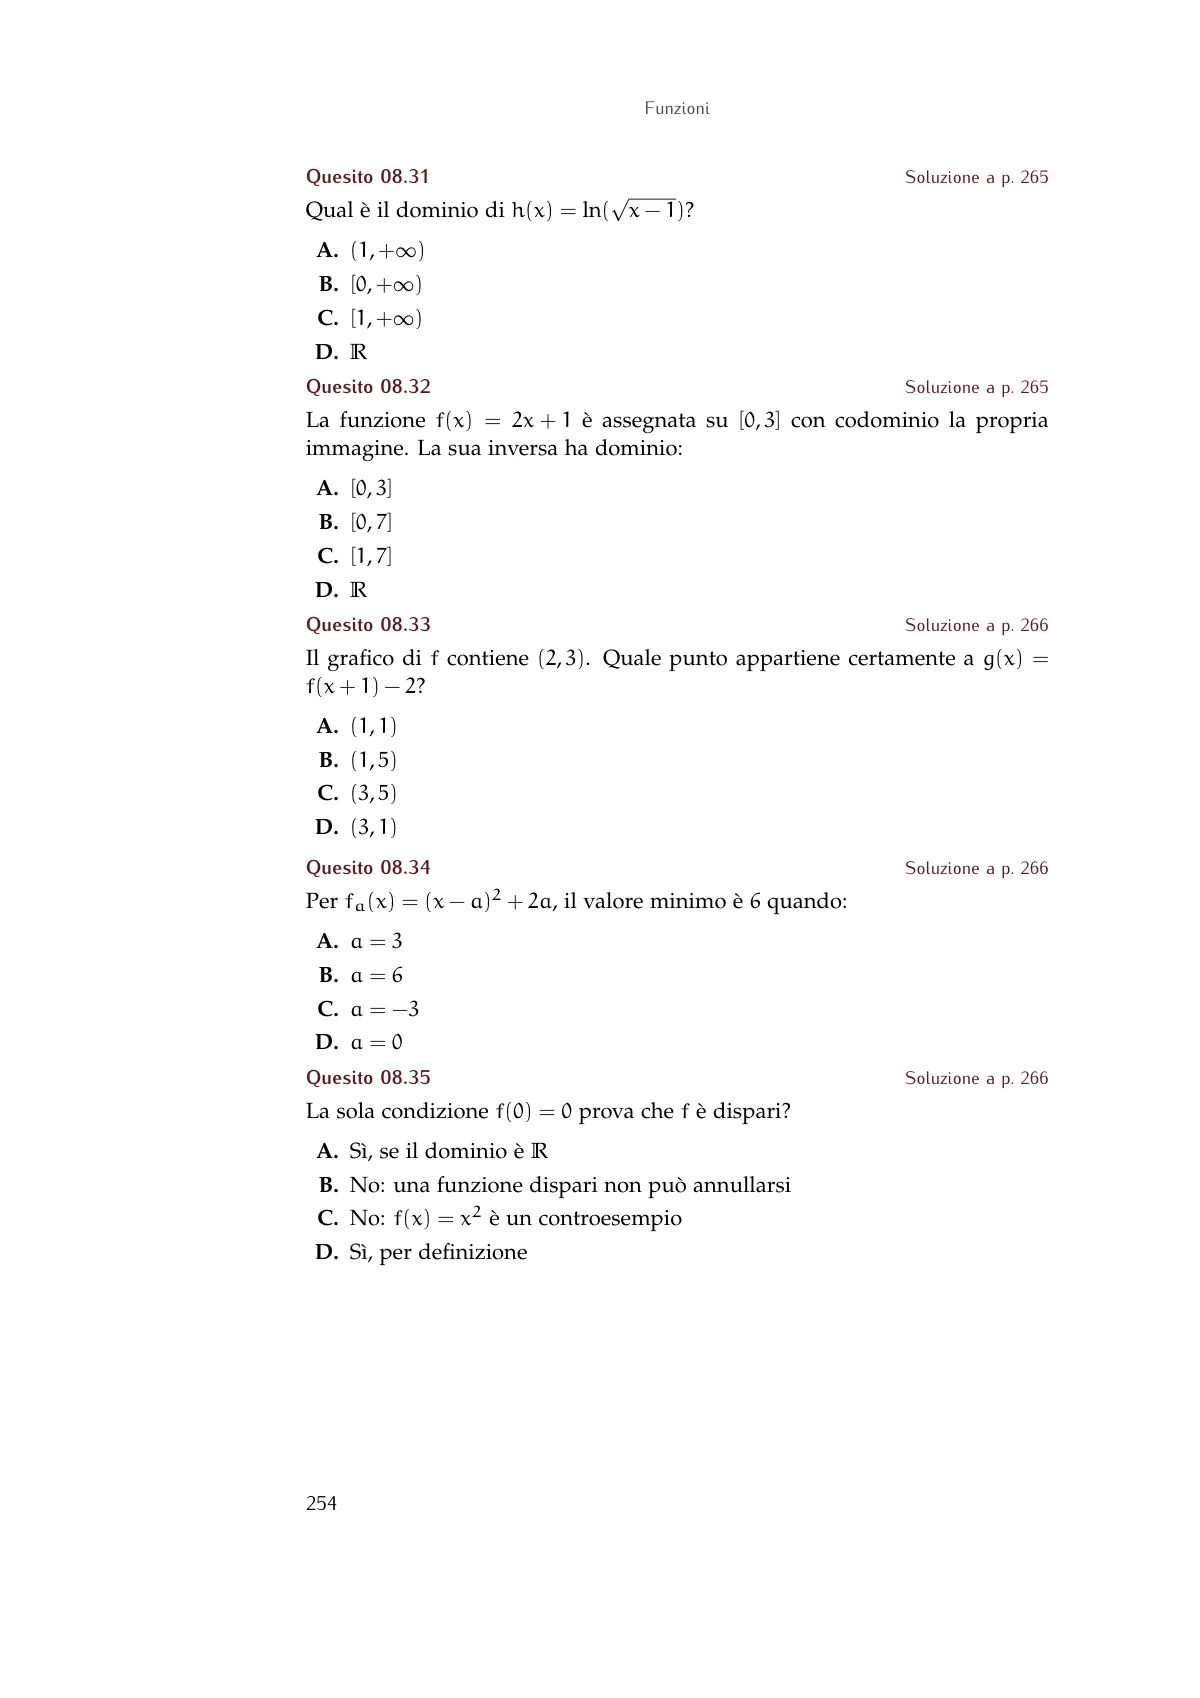 Funzioni
Quesito 08.31 Soluzione a p. 265
Qual è il dominio di h(x) = ln(√(x − 1))?
A. (1, +∞)
B. [0, +∞)
C. [1, +∞)
D. ℝ
Quesito 08.32 Soluzione a p. 265
La funzione f(x) = 2x + 1 è assegnata su [0, 3] con codominio la propria
immagine. La sua inversa ha dominio:
A. [0, 3]
B. [0, 7]
C. [1, 7]
D. ℝ
Quesito 08.33 Soluzione a p. 266
Il grafico di f contiene (2, 3). Quale punto appartiene certamente a g(x) =
f(x + 1) − 2?
A. (1, 1)
B. (1, 5)
C. (3, 5)
D. (3, 1)
Quesito 08.34 Soluzione a p. 266
Per fₐ(x) = (x − a)² + 2a, il valore minimo è 6 quando:
A. a = 3
B. a = 6
C. a = −3
D. a = 0
Quesito 08.35 Soluzione a p. 266
La sola condizione f(0) = 0 prova che f è dispari?
A. Sì, se il dominio è ℝ
B. No: una funzione dispari non può annullarsi
C. No: f(x) = x² è un controesempio
D. Sì, per definizione
254